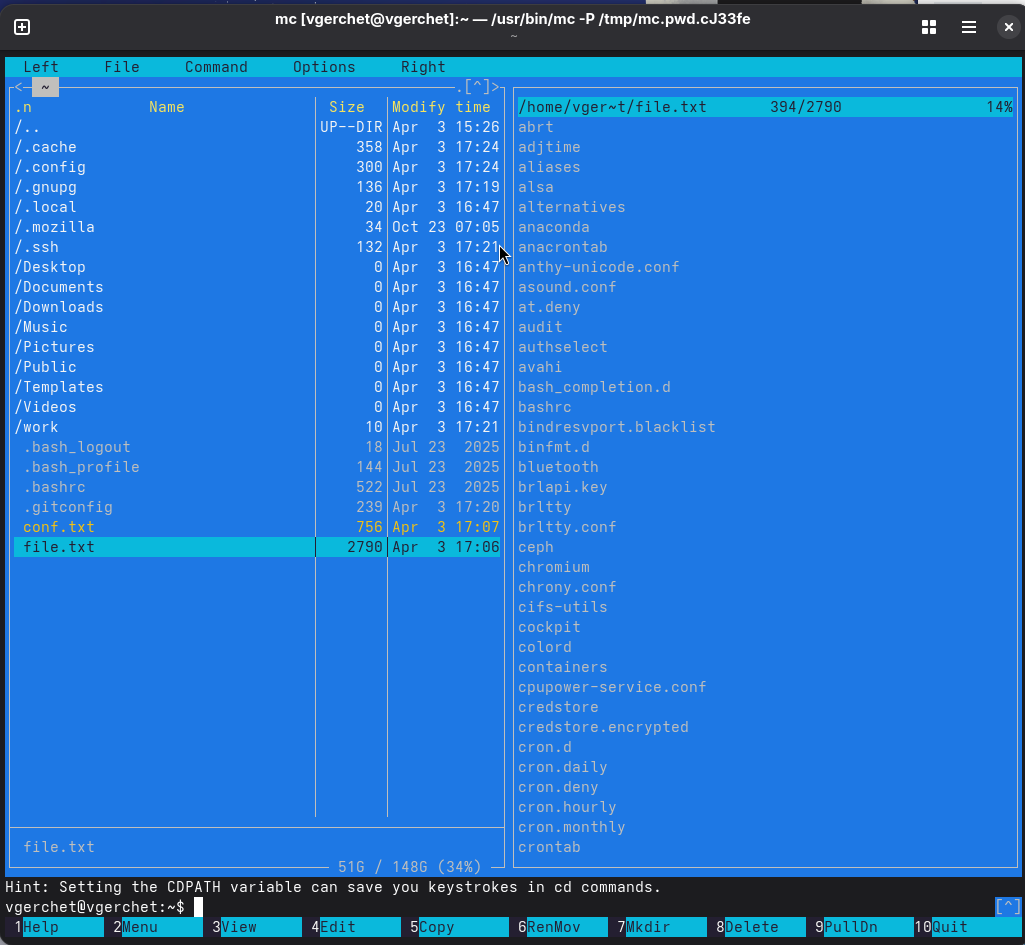 mc [vgerchet@vgerchet]:~ — /usr/bin/mc -P /tmp/mc.pwd.cJ33fe
~
Left File Command Options Right
<─ ~ .[^]>
.n Name Size Modify time
/.. UP--DIR Apr 3 15:26
/.cache 358 Apr 3 17:24
/.config 300 Apr 3 17:24
/.gnupg 136 Apr 3 17:19
/.local 20 Apr 3 16:47
/.mozilla 34 Oct 23 07:05
/.ssh 132 Apr 3 17:21
/Desktop 0 Apr 3 16:47
/Documents 0 Apr 3 16:47
/Downloads 0 Apr 3 16:47
/Music 0 Apr 3 16:47
/Pictures 0 Apr 3 16:47
/Public 0 Apr 3 16:47
/Templates 0 Apr 3 16:47
/Videos 0 Apr 3 16:47
/work 10 Apr 3 17:21
.bash_logout 18 Jul 23 2025
.bash_profile 144 Jul 23 2025
.bashrc 522 Jul 23 2025
.gitconfig 239 Apr 3 17:20
conf.txt 756 Apr 3 17:07
file.txt 2790 Apr 3 17:06
file.txt
51G / 148G (34%)
/home/vger~t/file.txt 394/2790 14%
abrt
adjtime
aliases
alsa
alternatives
anaconda
anacrontab
anthy-unicode.conf
asound.conf
at.deny
audit
authselect
avahi
bash_completion.d
bashrc
bindresvport.blacklist
binfmt.d
bluetooth
brlapi.key
brltty
brltty.conf
ceph
chromium
chrony.conf
cifs-utils
cockpit
colord
containers
cpupower-service.conf
credstore
credstore.encrypted
cron.d
cron.daily
cron.deny
cron.hourly
cron.monthly
crontab
Hint: Setting the CDPATH variable can save you keystrokes in cd commands.
vgerchet@vgerchet:~$ [^]
1Help 2Menu 3View 4Edit 5Copy 6RenMov 7Mkdir 8Delete 9PullDn 10Quit